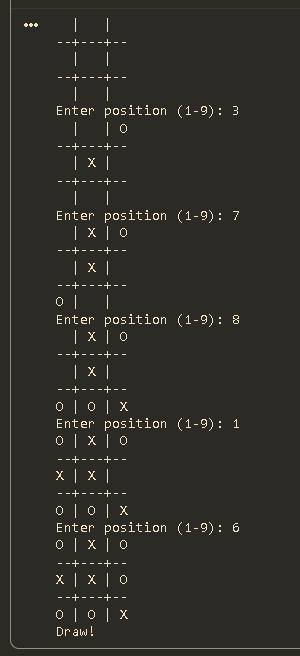 •••
  |   |
--+---+--
  |   |
--+---+--
  |   |
Enter position (1-9): 3
  |   | O
--+---+--
  | X |
--+---+--
  |   |
Enter position (1-9): 7
  | X | O
--+---+--
  | X |
--+---+--
O |   |
Enter position (1-9): 8
  | X | O
--+---+--
  | X |
--+---+--
O | O | X
Enter position (1-9): 1
O | X | O
--+---+--
X | X |
--+---+--
O | O | X
Enter position (1-9): 6
O | X | O
--+---+--
X | X | O
--+---+--
O | O | X
Draw!